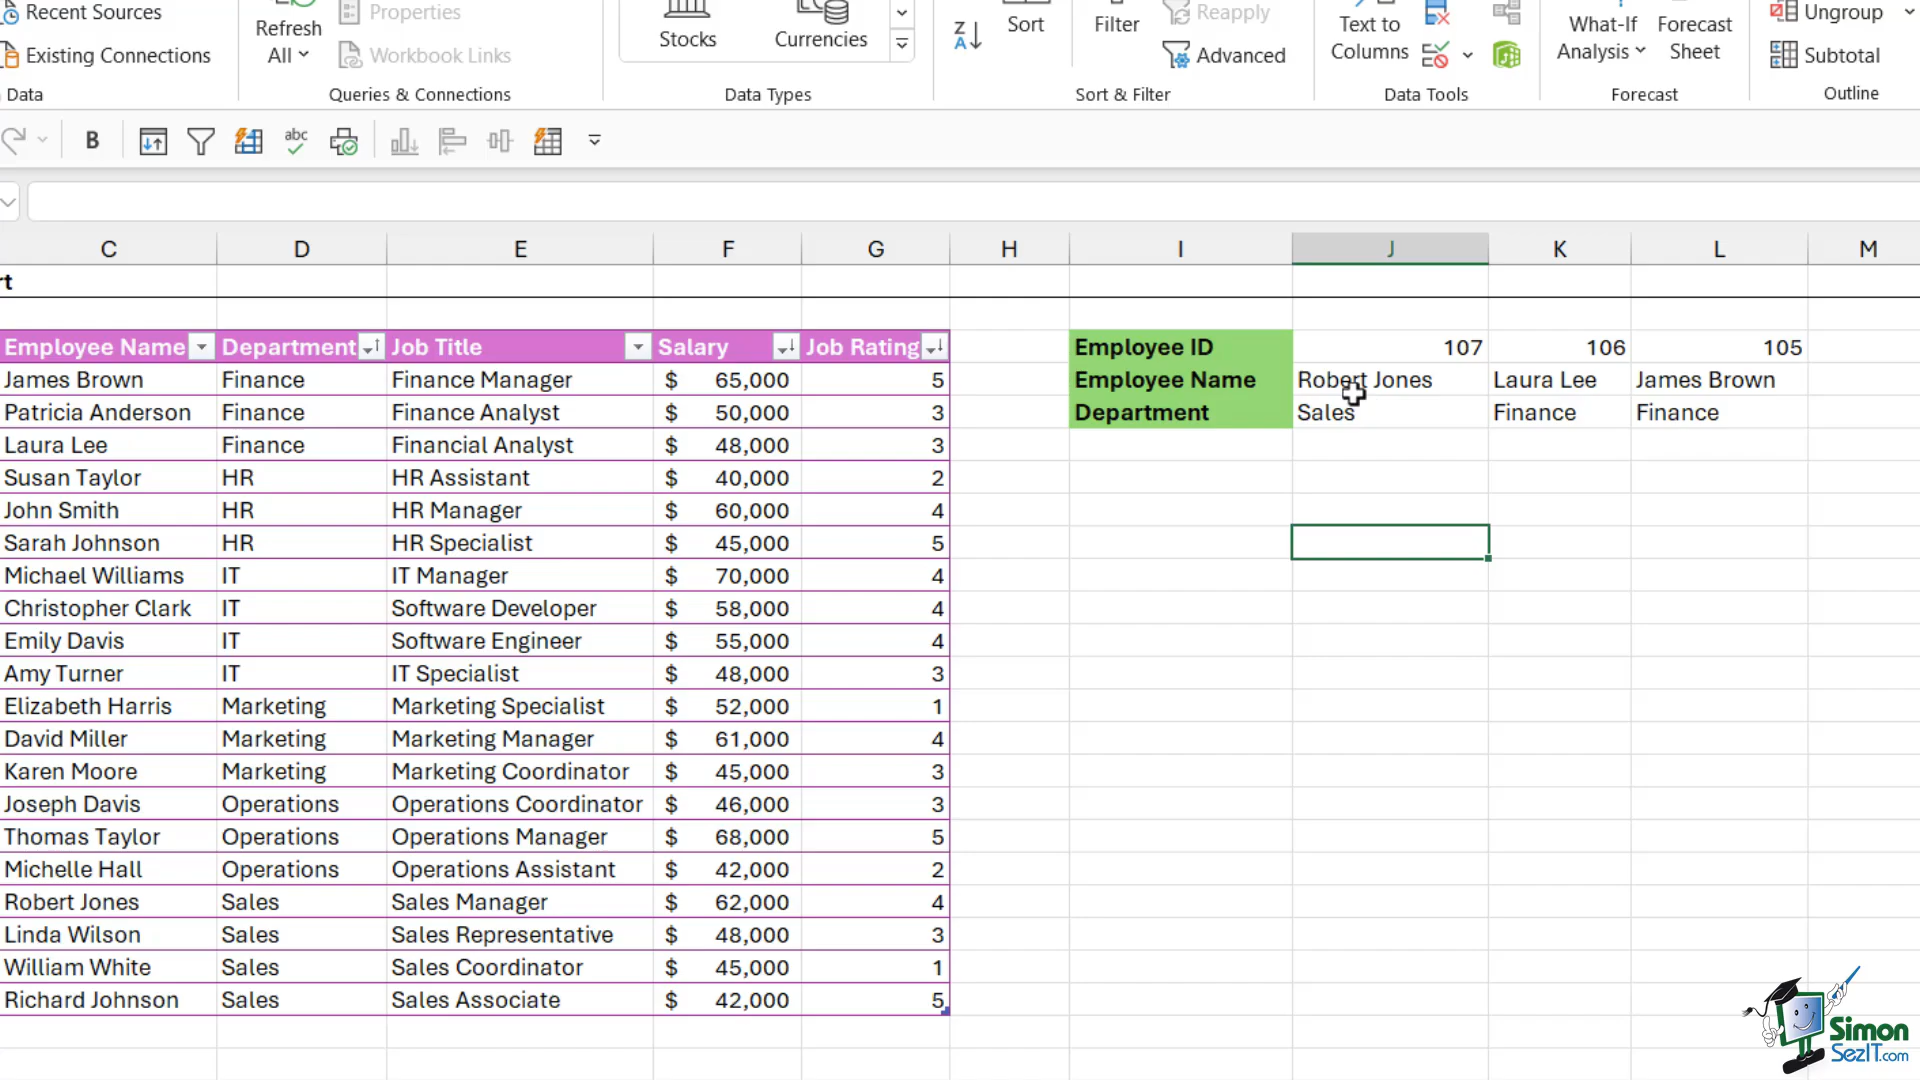 Recent Sources
Existing Connections
Data
Refresh
All
Properties
Workbook Links
Queries & Connections
Stocks
Currencies
Data Types
Z
A
Sort
Filter
Reapply
Advanced
Sort & Filter
Text to
Columns
Data Tools
What-If
Analysis
Forecast
Sheet
Forecast
Ungroup
Subtotal
Outline
B
abc
C D E F G H I J K L M
rt
Employee Name Department Job Title Salary Job Rating
James Brown Finance Finance Manager $ 65,000 5
Patricia Anderson Finance Finance Analyst $ 50,000 3
Laura Lee Finance Financial Analyst $ 48,000 3
Susan Taylor HR HR Assistant $ 40,000 2
John Smith HR HR Manager $ 60,000 4
Sarah Johnson HR HR Specialist $ 45,000 5
Michael Williams IT IT Manager $ 70,000 4
Christopher Clark IT Software Developer $ 58,000 4
Emily Davis IT Software Engineer $ 55,000 4
Amy Turner IT IT Specialist $ 48,000 3
Elizabeth Harris Marketing Marketing Specialist $ 52,000 1
David Miller Marketing Marketing Manager $ 61,000 4
Karen Moore Marketing Marketing Coordinator $ 45,000 3
Joseph Davis Operations Operations Coordinator $ 46,000 3
Thomas Taylor Operations Operations Manager $ 68,000 5
Michelle Hall Operations Operations Assistant $ 42,000 2
Robert Jones Sales Sales Manager $ 62,000 4
Linda Wilson Sales Sales Representative $ 48,000 3
William White Sales Sales Coordinator $ 45,000 1
Richard Johnson Sales Sales Associate $ 42,000 5
Employee ID 107 106 105
Employee Name Robert Jones Laura Lee James Brown
Department Sales Finance Finance
Simon
SezIT.com